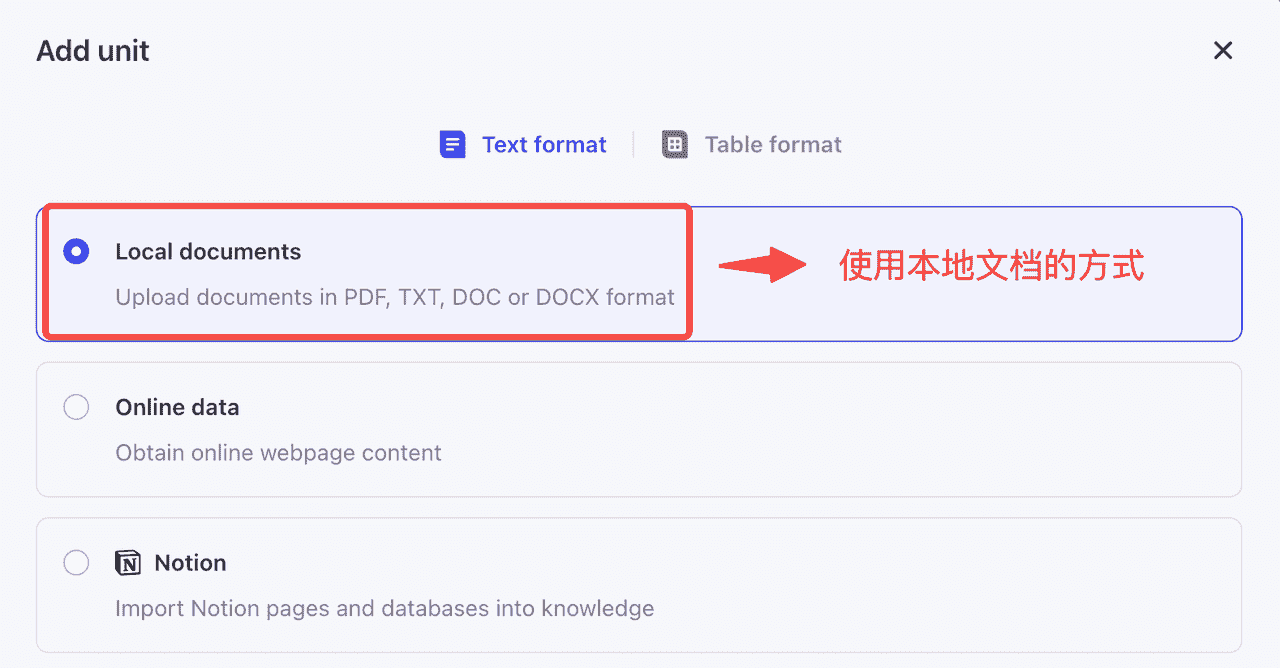 Add unit
Text format
Table format
Local documents
Upload documents in PDF, TXT, DOC or DOCX format
使用本地文档的方式
Online data
Obtain online webpage content
Notion
Import Notion pages and databases into knowledge